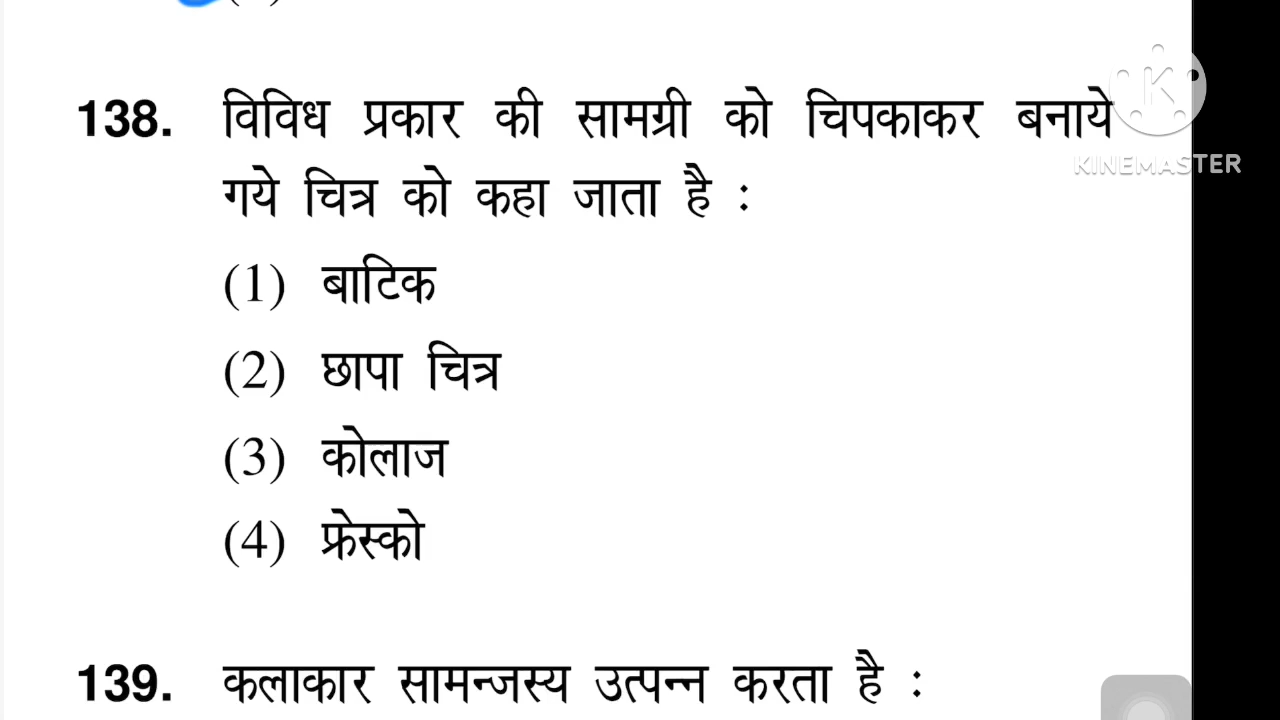 138. विविध प्रकार की सामग्री को चिपकाकर बनाये
गये चित्र को कहा जाता है :
(1) बाटिक
(2) छापा चित्र
(3) कोलाज
(4) फ्रेस्को
139. कलाकार सामन्जस्य उत्पन्न करता है :
K
KINEMASTER